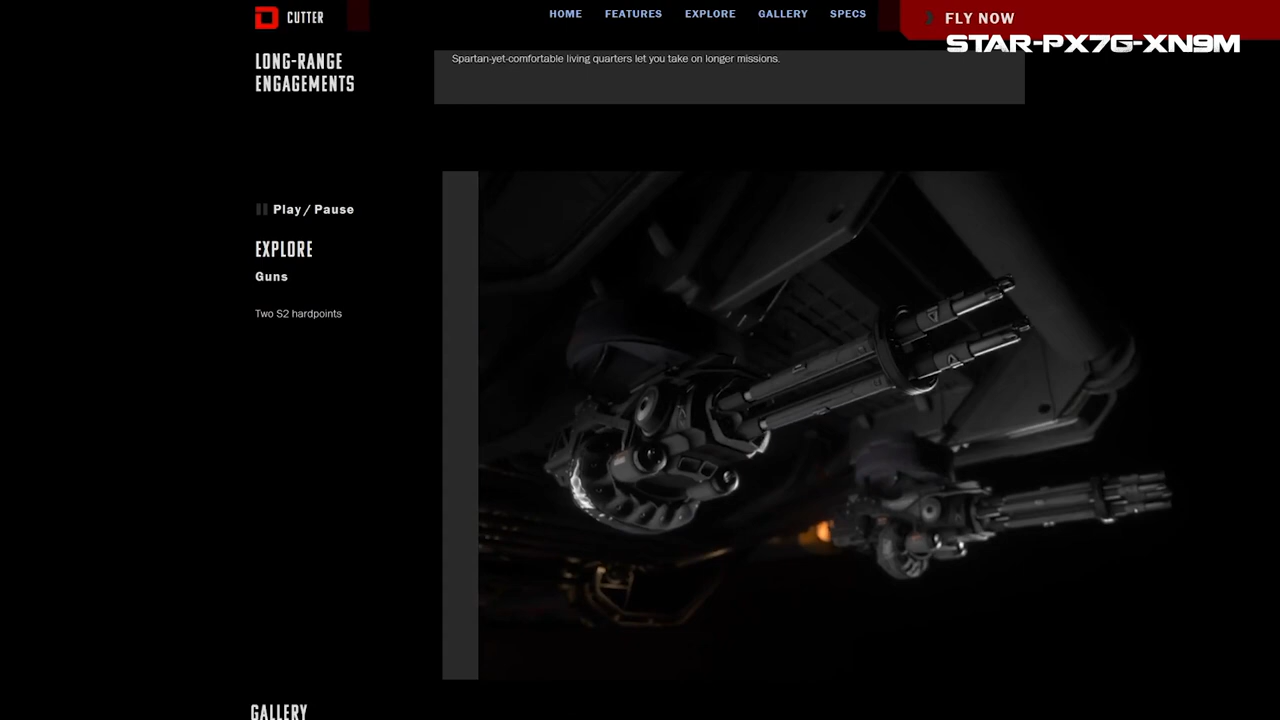 CUTTER
HOME FEATURES EXPLORE GALLERY SPECS
FLY NOW
STAR-PX7G-XN9M
LONG-RANGE
ENGAGEMENTS
Spartan-yet-comfortable living quarters let you take on longer missions.
Play / Pause
EXPLORE
Guns
Two S2 hardpoints
GALLERY